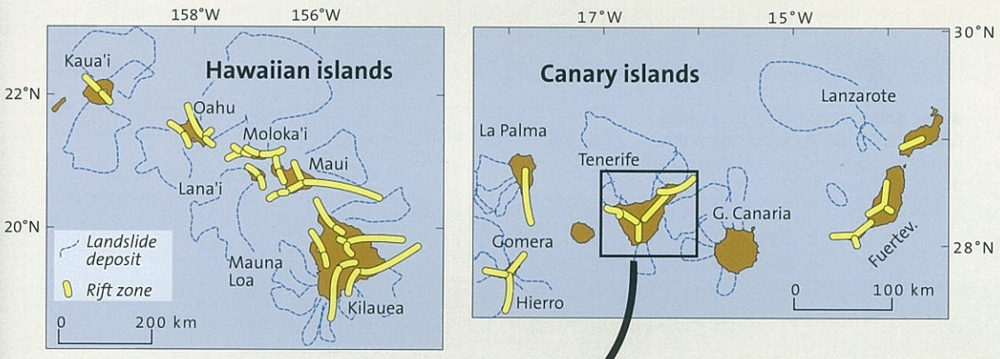 158°W
156°W
22°N
20°N
Hawaiian islands
Kaua'i
Oahu
Moloka'i
Maui
Lana'i
Mauna
Loa
Kilauea
Landslide
deposit
Rift zone
0
200 km
17°W
15°W
30°N
28°N
Canary islands
La Palma
Tenerife
Lanzarote
G. Canaria
Gomera
Hierro
Fuertev.
0
100 km